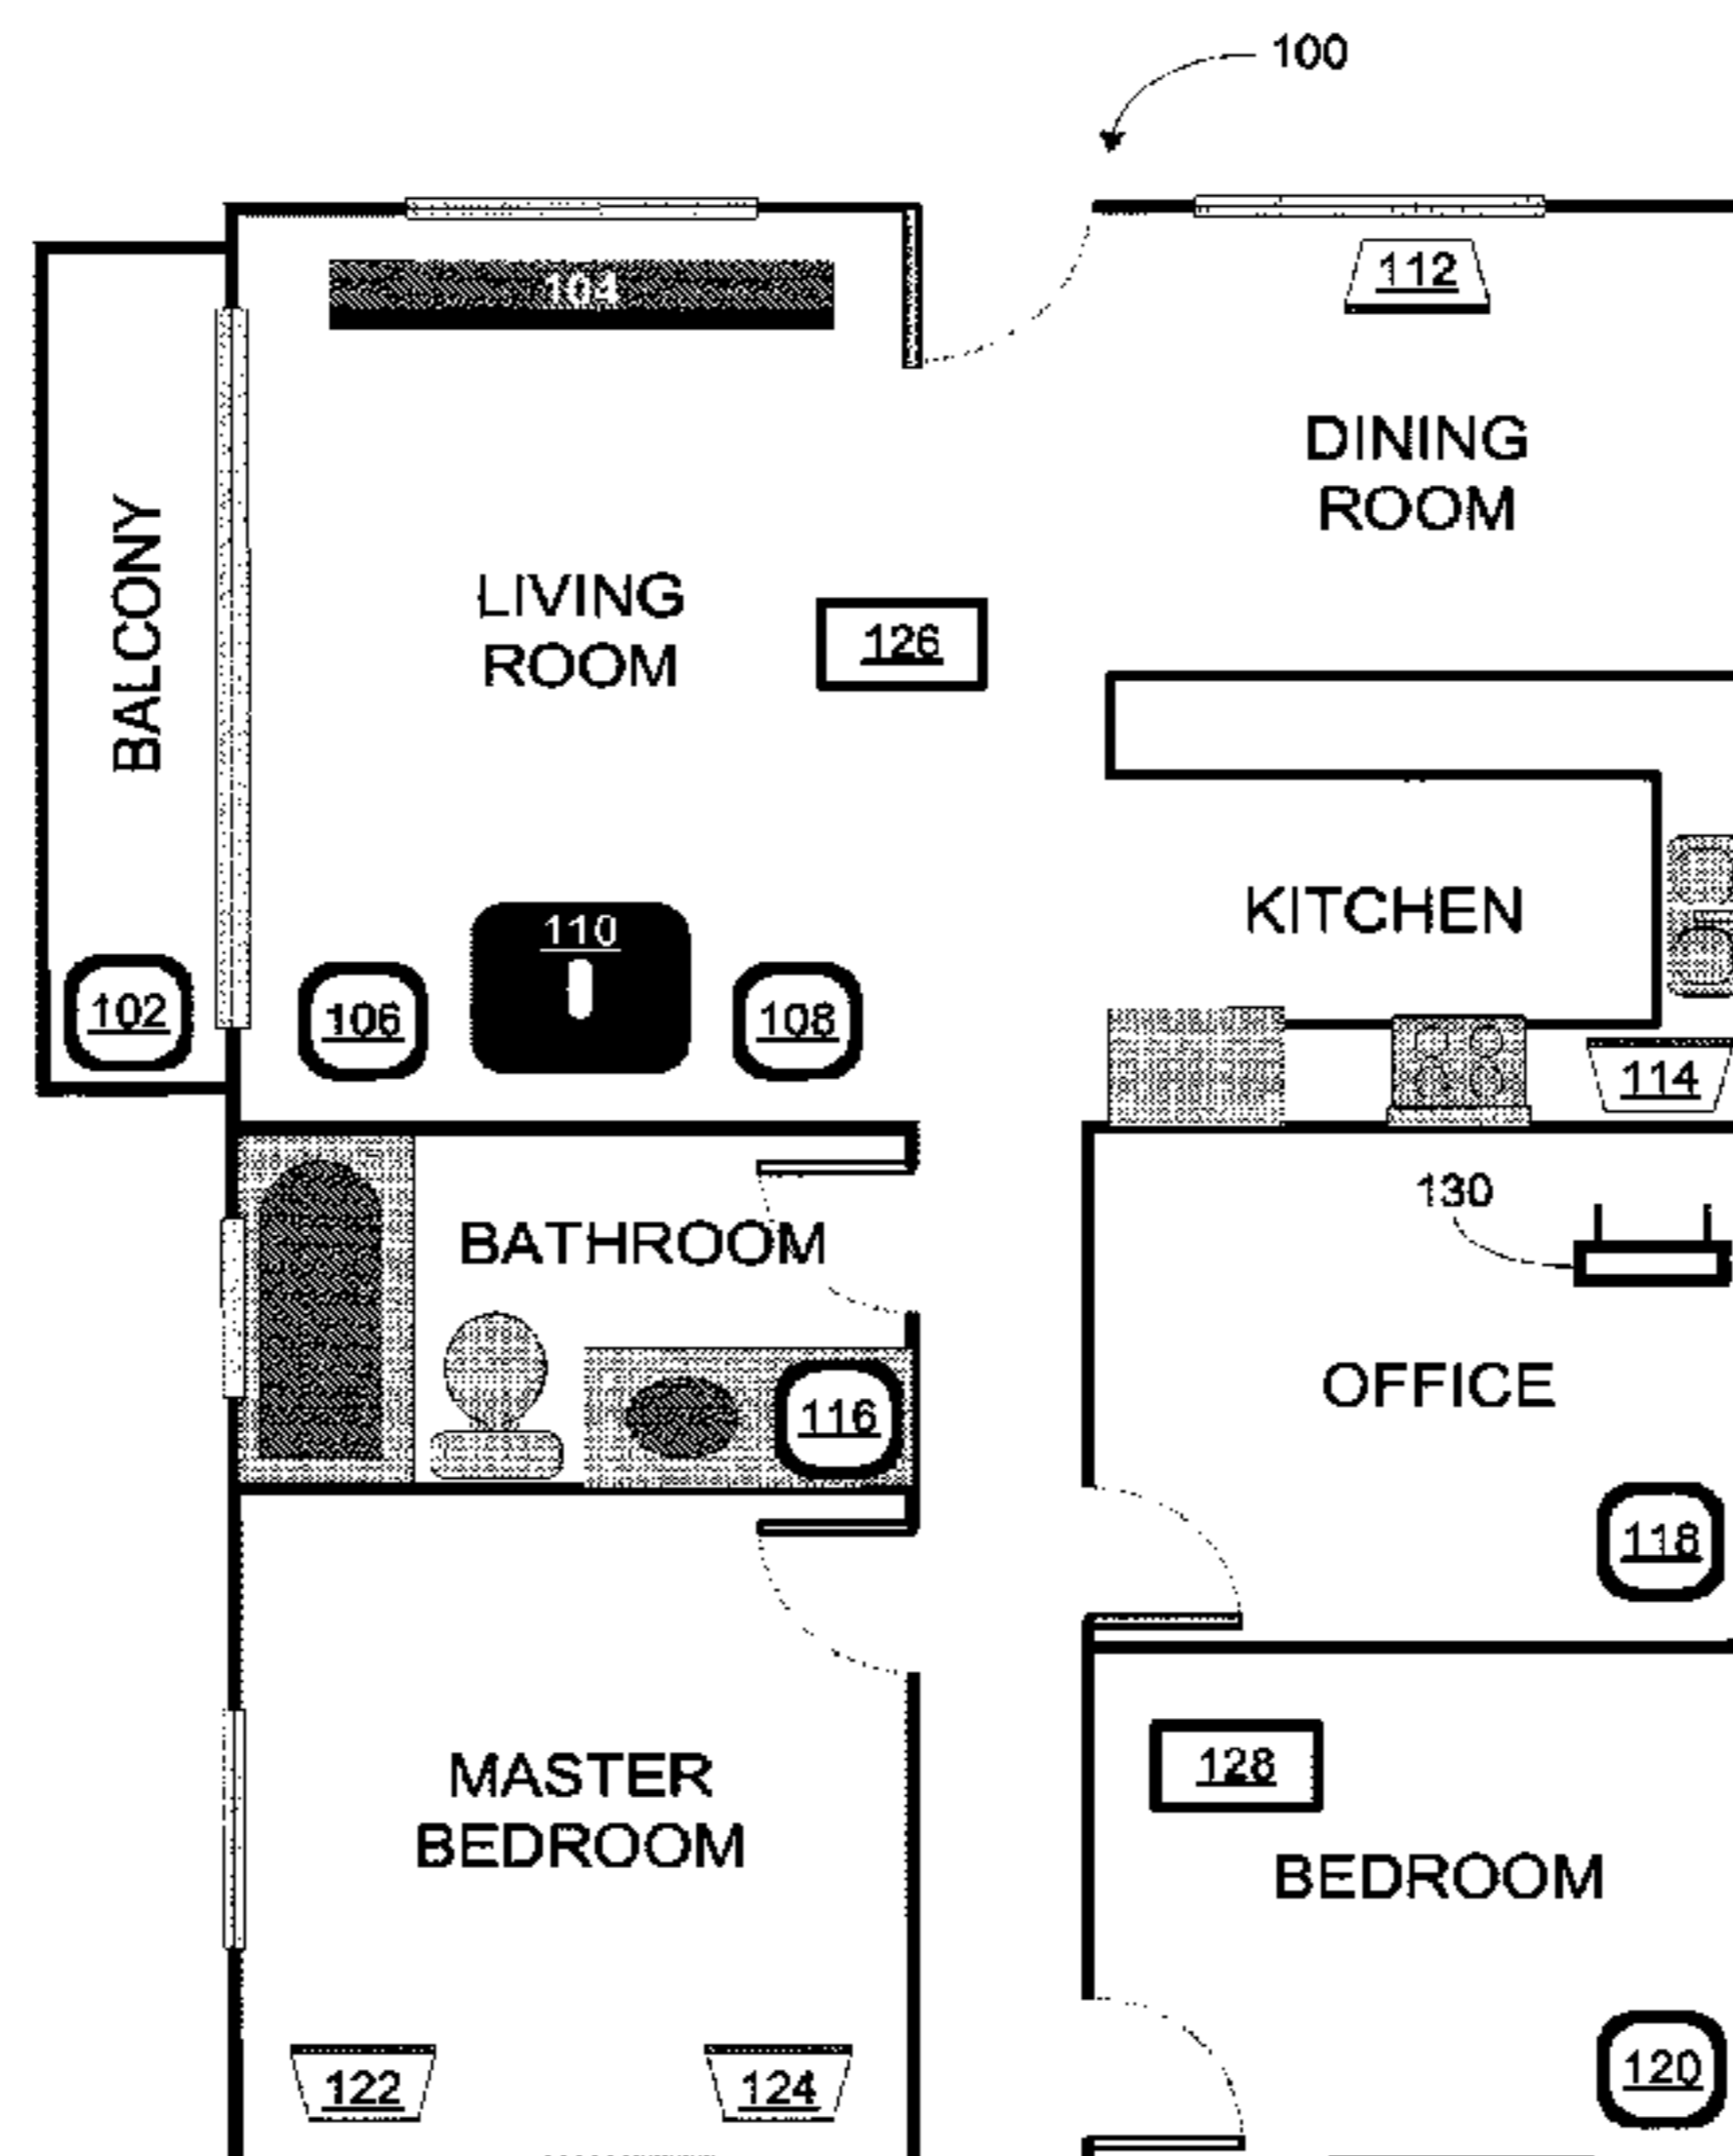 100
104
112
DINING
ROOM
BALCONY
LIVING
ROOM
126
KITCHEN
110
102
106
108
114
130
BATHROOM
OFFICE
116
118
MASTER
BEDROOM
128
BEDROOM
122
124
120